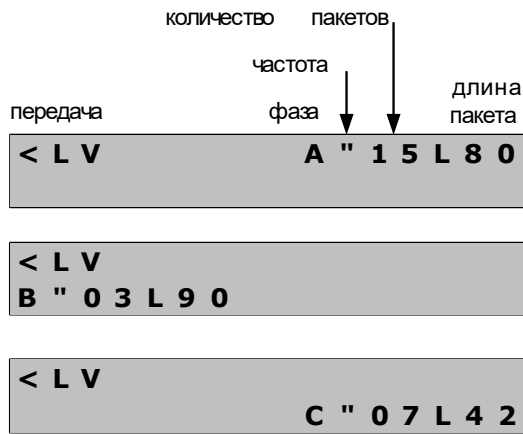 количество пакетов
частота
длина
передача фаза пакета
< L V A " 1 5 L 8 0
< L V
B " 0 3 L 9 0
< L V
C " 0 7 L 4 2